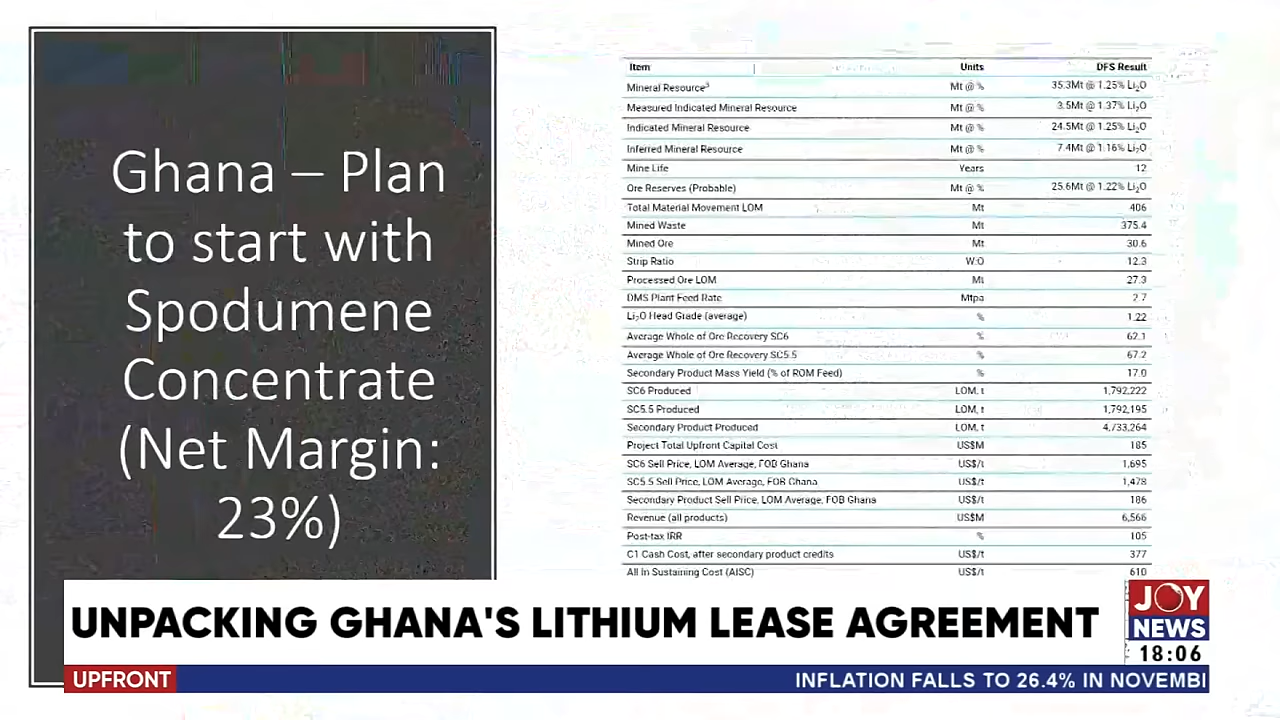 Ghana – Plan
to start with
Spodumene
Concentrate
(Net Margin:
23%)
Item Units DFS Result
Mineral Resource³ Mt @ % 35.3Mt @ 1.25% Li₂O
Measured Indicated Mineral Resource Mt @ % 3.5Mt @ 1.37% Li₂O
Indicated Mineral Resource Mt @ % 24.5Mt @ 1.25% Li₂O
Inferred Mineral Resource Mt @ % 7.4Mt @ 1.16% Li₂O
Mine Life Years 12
Ore Reserves (Probable) Mt @ % 25.6Mt @ 1.22% Li₂O
Total Material Movement LOM Mt 406
Mined Waste Mt 375.4
Mined Ore Mt 30.6
Strip Ratio W:O 12.3
Processed Ore LOM Mt 27.3
DMS Plant Feed Rate Mtpa 2.7
Li₂O Head Grade (average) % 1.22
Average Whole of Ore Recovery SC6 % 62.1
Average Whole of Ore Recovery SC5.5 % 67.2
Secondary Product Mass Yield (% of ROM Feed) % 17.0
SC6 Produced LOM, t 1,792,222
SC5.5 Produced LOM, t 1,792,195
Secondary Product Produced LOM, t 4,733,264
Project Total Upfront Capital Cost US$M 185
SC6 Sell Price, LOM Average, FOB Ghana US$/t 1,695
SC5.5 Sell Price, LOM Average, FOB Ghana US$/t 1,478
Secondary Product Sell Price, LOM Average, FOB Ghana US$/t 186
Revenue (all products) US$M 6,566
Post-tax IRR % 105
C1 Cash Cost, after secondary product credits US$/t 377
All In Sustaining Cost (AISC) US$/t 610
UNPACKING GHANA'S LITHIUM LEASE AGREEMENT
JOY
NEWS
18:06
UPFRONT
INFLATION FALLS TO 26.4% IN NOVEMBI